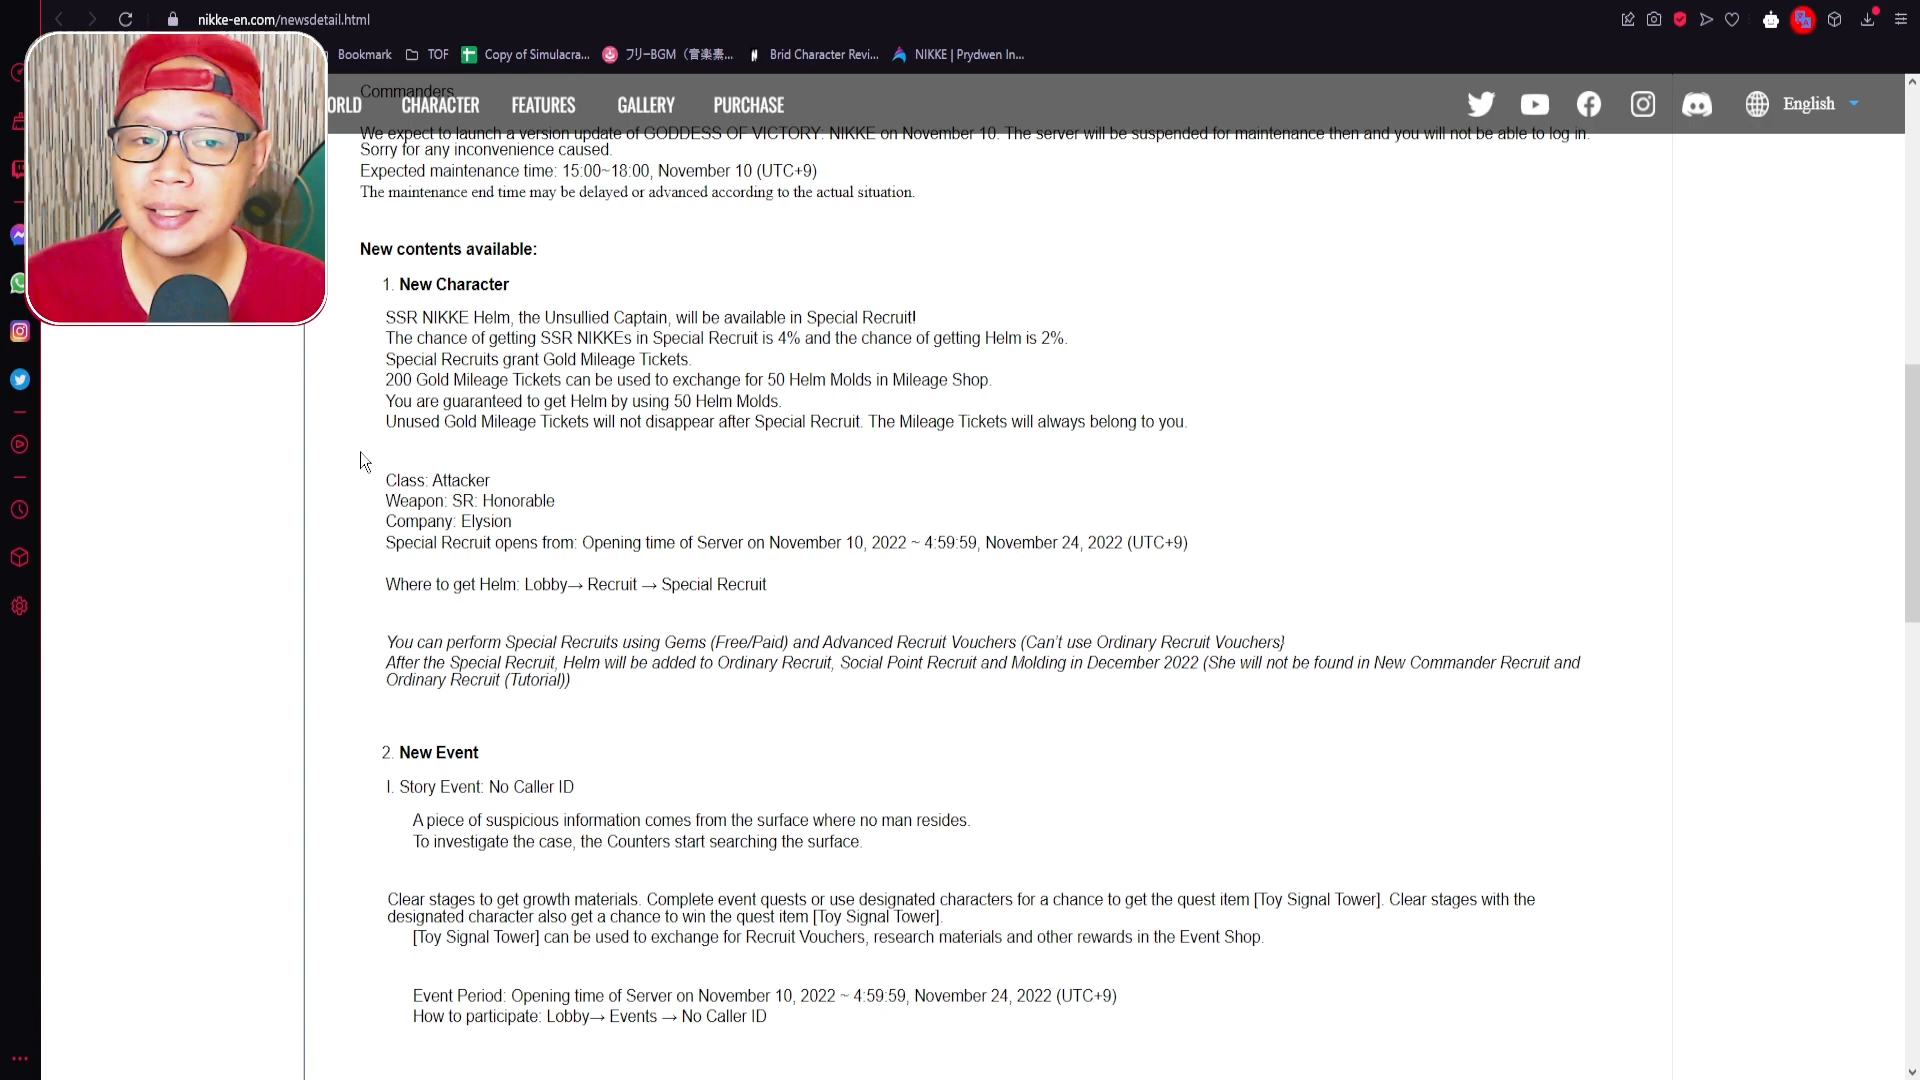 nikke-en.com/newsdetail.html
Bookmark TOF Copy of Simulacra... フリーBGM（音楽素... Brid Character Revi... NIKKE | Prydwen In...
Commanders
ORLD CHARACTER FEATURES GALLERY PURCHASE English
We expect to launch a version update of GODDESS OF VICTORY: NIKKE on November 10. The server will be suspended for maintenance then and you will not be able to log in.
Sorry for any inconvenience caused.
Expected maintenance time: 15:00~18:00, November 10 (UTC+9)
The maintenance end time may be delayed or advanced according to the actual situation.
New contents available:
1. New Character
SSR NIKKE Helm, the Unsullied Captain, will be available in Special Recruit!
The chance of getting SSR NIKKEs in Special Recruit is 4% and the chance of getting Helm is 2%.
Special Recruits grant Gold Mileage Tickets.
200 Gold Mileage Tickets can be used to exchange for 50 Helm Molds in Mileage Shop.
You are guaranteed to get Helm by using 50 Helm Molds.
Unused Gold Mileage Tickets will not disappear after Special Recruit. The Mileage Tickets will always belong to you.
Class: Attacker
Weapon: SR: Honorable
Company: Elysion
Special Recruit opens from: Opening time of Server on November 10, 2022 ~ 4:59:59, November 24, 2022 (UTC+9)
Where to get Helm: Lobby→ Recruit → Special Recruit
You can perform Special Recruits using Gems (Free/Paid) and Advanced Recruit Vouchers (Can't use Ordinary Recruit Vouchers}
After the Special Recruit, Helm will be added to Ordinary Recruit, Social Point Recruit and Molding in December 2022 (She will not be found in New Commander Recruit and
Ordinary Recruit (Tutorial))
2. New Event
I. Story Event: No Caller ID
A piece of suspicious information comes from the surface where no man resides.
To investigate the case, the Counters start searching the surface.
Clear stages to get growth materials. Complete event quests or use designated characters for a chance to get the quest item [Toy Signal Tower]. Clear stages with the
designated character also get a chance to win the quest item [Toy Signal Tower].
[Toy Signal Tower] can be used to exchange for Recruit Vouchers, research materials and other rewards in the Event Shop.
Event Period: Opening time of Server on November 10, 2022 ~ 4:59:59, November 24, 2022 (UTC+9)
How to participate: Lobby→ Events → No Caller ID